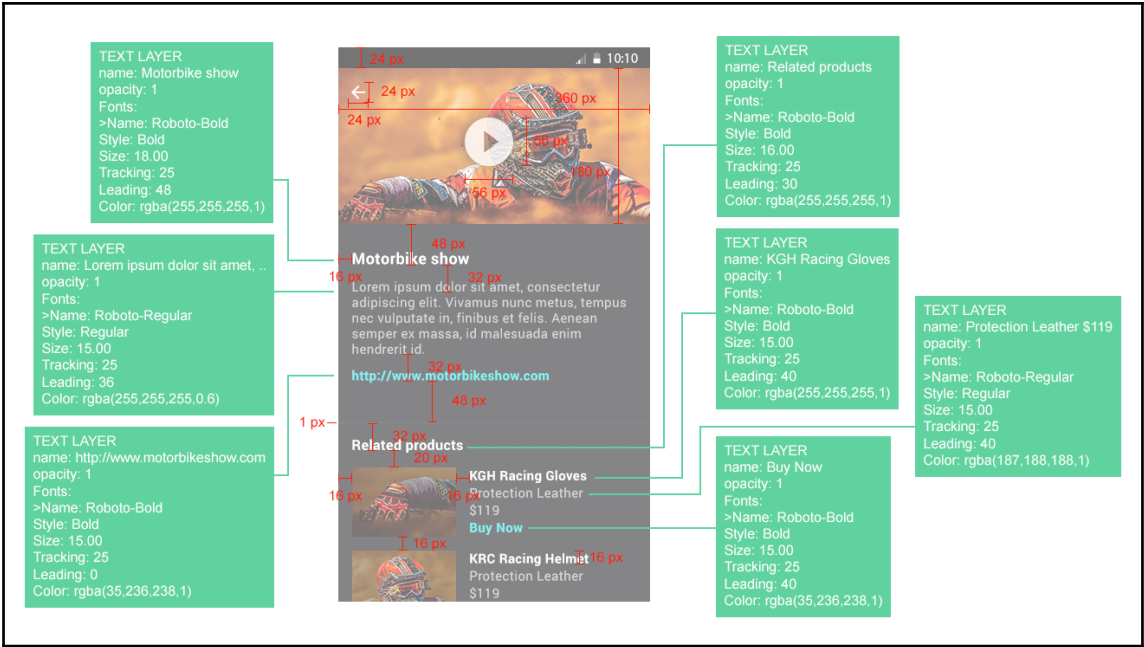 TEXT LAYER
name: Motorbike show
opacity: 1
Fonts:
>Name: Roboto-Bold
Style: Bold
Size: 18.00
Tracking: 25
Leading: 48
Color: rgba(255,255,255,1)
TEXT LAYER
name: Lorem ipsum dolor sit amet, ..
opacity: 1
Fonts:
>Name: Roboto-Regular
Style: Regular
Size: 15.00
Tracking: 25
Leading: 36
Color: rgba(255,255,255,0.6)
TEXT LAYER
name: http://www.motorbikeshow.com
opacity: 1
Fonts:
>Name: Roboto-Bold
Style: Bold
Size: 15.00
Tracking: 25
Leading: 0
Color: rgba(35,236,238,1)
24 px
10:10
24 px
24 px
360 px
56 px
180 px
56 px
48 px
Motorbike show
16 px
32 px
Lorem ipsum dolor sit amet, consectetur
adipiscing elit. Vivamus nunc metus, tempus
nec vulputate in, finibus et felis. Aenean
semper ex massa, id malesuada enim
hendrerit id.
32 px
http://www.motorbikeshow.com
48 px
1 px
32 px
Related products
20 px
16 px
16 px
KGH Racing Gloves
Protection Leather
$119
Buy Now
16 px
KRC Racing Helmet
16 px
Protection Leather
$119
TEXT LAYER
name: Related products
opacity: 1
Fonts:
>Name: Roboto-Bold
Style: Bold
Size: 16.00
Tracking: 25
Leading: 30
Color: rgba(255,255,255,1)
TEXT LAYER
name: KGH Racing Gloves
opacity: 1
Fonts:
>Name: Roboto-Bold
Style: Bold
Size: 15.00
Tracking: 25
Leading: 40
Color: rgba(255,255,255,1)
TEXT LAYER
name: Protection Leather $119
opacity: 1
Fonts:
>Name: Roboto-Regular
Style: Regular
Size: 15.00
Tracking: 25
Leading: 40
Color: rgba(187,188,188,1)
TEXT LAYER
name: Buy Now
opacity: 1
Fonts:
>Name: Roboto-Bold
Style: Bold
Size: 15.00
Tracking: 25
Leading: 40
Color: rgba(35,236,238,1)